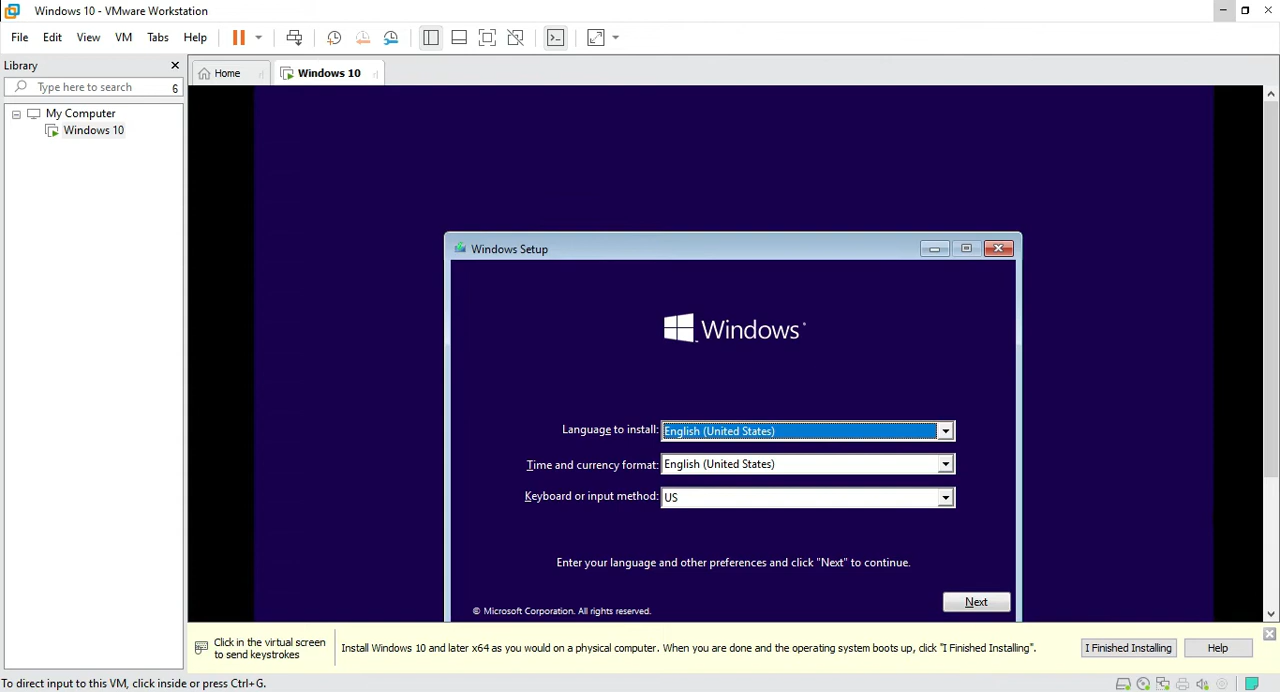 Windows 10 - VMware Workstation
File Edit View VM Tabs Help
Library
Type here to search 6
Home Windows 10
My Computer
Windows 10
Windows Setup
Windows
Language to install: English (United States)
Time and currency format: English (United States)
Keyboard or input method: US
Enter your language and other preferences and click "Next" to continue.
Next
© Microsoft Corporation. All rights reserved.
Click in the virtual screen
to send keystrokes
Install Windows 10 and later x64 as you would on a physical computer. When you are done and the operating system boots up, click "I Finished Installing".
I Finished Installing
Help
To direct input to this VM, click inside or press Ctrl+G.